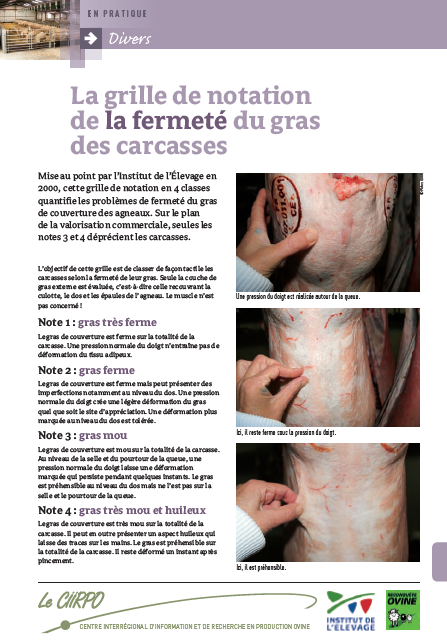 EN PRATIQUE
Divers
La grille de notation
de la fermeté du gras
des carcasses
Mise au point par l'Institut de l'Élevage en
2000, cette grille de notation en 4 classes
quantifie les problèmes de fermeté du gras
de couverture des agneaux. Sur le plan
de la valorisation commerciale, seules les
notes 3 et 4 déprécient les carcasses.
L'objectif de cette grille est de classer de façon tactile les
carcasses selon la fermeté de leur gras. Seule la couche de
gras externe est évaluée, c'est-à-dire celle recouvrant la
culotte, le dos et les épaules de l'agneau. Le muscle n'est
pas concerné !
Note 1 : gras très ferme
Le gras de couverture est ferme sur la totalité de la
carcasse. Une pression normale du doigt n'entraîne pas de
déformation du tissu adipeux.
Note 2 : gras ferme
Le gras de couverture est ferme mais peut présenter des
imperfections notamment au niveau du dos. Une pression
normale du doigt crée une légère déformation du gras
quel que soit le site d'appréciation. Une déformation plus
marquée au niveau du dos est tolérée.
Note 3 : gras mou
Le gras de couverture est mou sur la totalité de la carcasse.
Au niveau de la selle et du pourtour de la queue, une
pression normale du doigt laisse une déformation
marquée qui persiste pendant quelques instants. Le gras
est préhensible au niveau du dos mais ne l'est pas sur la
selle et le pourtour de la queue.
Note 4 : gras très mou et huileux
Le gras de couverture est très mou sur la totalité de la
carcasse. Il peut en outre présenter un aspect huileux qui
laisse des traces sur les mains. Le gras est préhensible sur
la totalité de la carcasse. Il reste déformé un instant après
pincement.
Une pression du doigt est réalisée autour de la queue.
Ici, il reste ferme sous la pression du doigt.
Ici, il est préhensible.
Le CIIRPO
CENTRE INTERRÉGIONAL D'INFORMATION ET DE RECHERCHE EN PRODUCTION OVINE
INSTITUT DE
L'ÉLEVAGE
RECONQUÊTE
OVINE